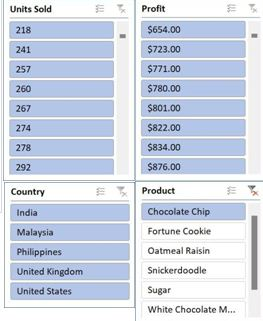 Units Sold
218
241
257
260
267
274
278
292
Profit
$654.00
$723.00
$771.00
$780.00
$801.00
$822.00
$834.00
$876.00
Country
India
Malaysia
Philippines
United Kingdom
United States
Product
Chocolate Chip
Fortune Cookie
Oatmeal Raisin
Snickerdoodle
Sugar
White Chocolate M...